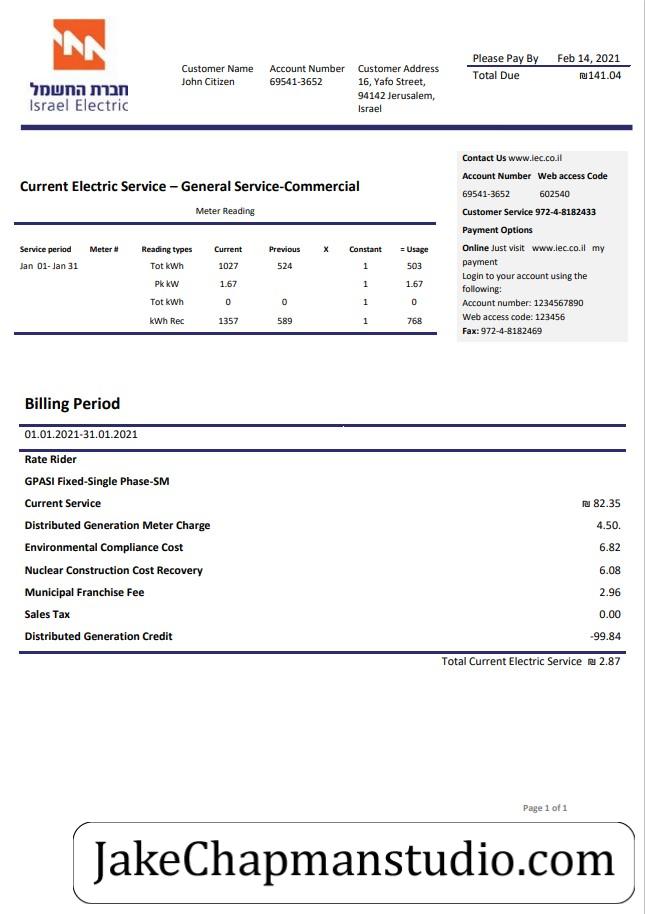 חברת החשמל
Israel Electric
Customer Name Account Number Customer Address
John Citizen 69541-3652 16, Yafo Street,
94142 Jerusalem,
Israel
Please Pay By Feb 14, 2021
Total Due ₪141.04
Contact Us www.iec.co.il
Account Number Web access Code
69541-3652 602540
Customer Service 972-4-8182433
Payment Options
Online Just visit www.iec.co.il my
payment
Login to your account using the
following:
Account number: 1234567890
Web access code: 123456
Fax: 972-4-8182469
Current Electric Service – General Service-Commercial
Meter Reading
Service period Meter # Reading types Current Previous X Constant = Usage
Jan 01- Jan 31 Tot kWh 1027 524 1 503
Pk kW 1.67 1 1.67
Tot kWh 0 0 1 0
kWh Rec 1357 589 1 768
Billing Period
01.01.2021-31.01.2021
Rate Rider
GPASI Fixed-Single Phase-SM
Current Service ₪ 82.35
Distributed Generation Meter Charge 4.50.
Environmental Compliance Cost 6.82
Nuclear Construction Cost Recovery 6.08
Municipal Franchise Fee 2.96
Sales Tax 0.00
Distributed Generation Credit -99.84
Total Current Electric Service ₪ 2.87
Page 1 of 1
JakeChapmanstudio.com